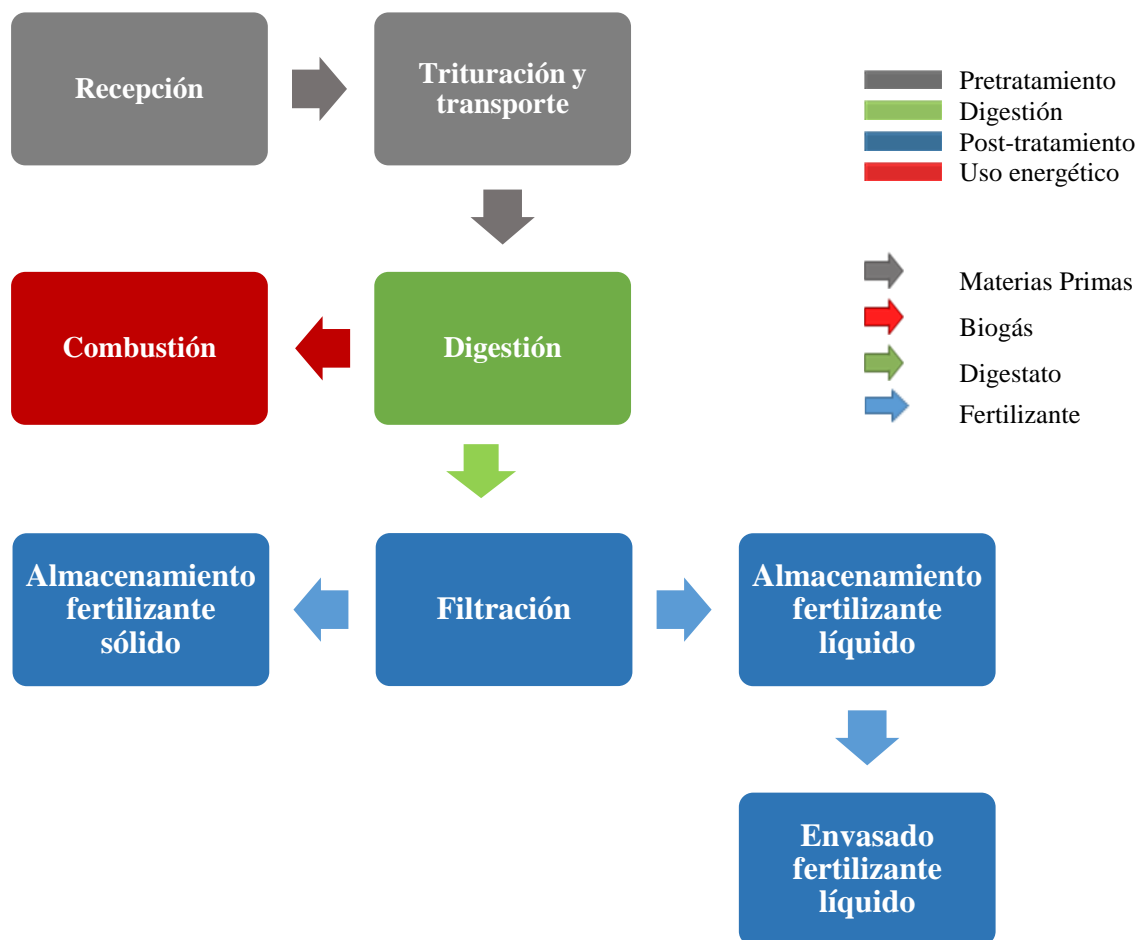 Recepción
Trituración y
transporte
Pretratamiento
Digestión
Post-tratamiento
Uso energético
Materias Primas
Biogás
Digestato
Fertilizante
Combustión
Digestión
Almacenamiento
fertilizante
sólido
Filtración
Almacenamiento
fertilizante
líquido
Envasado
fertilizante
líquido